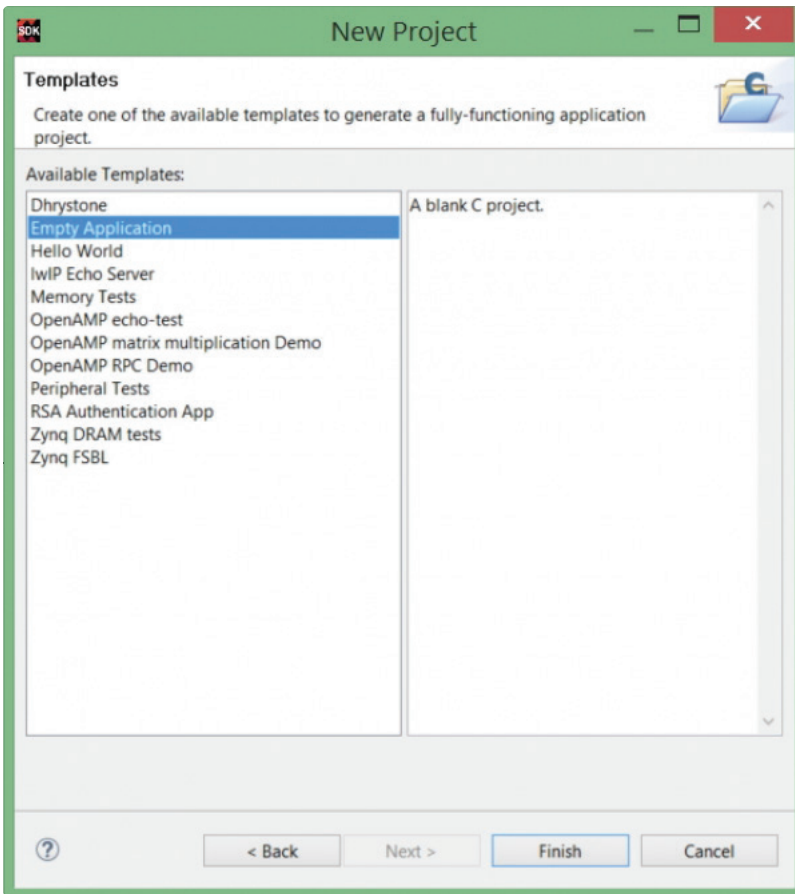 SDK
New Project
Templates
Create one of the available templates to generate a fully-functioning application
project.
Available Templates:
Dhrystone
Empty Application
Hello World
lwIP Echo Server
Memory Tests
OpenAMP echo-test
OpenAMP matrix multiplication Demo
OpenAMP RPC Demo
Peripheral Tests
RSA Authentication App
Zynq DRAM tests
Zynq FSBL
A blank C project.
< Back
Next >
Finish
Cancel